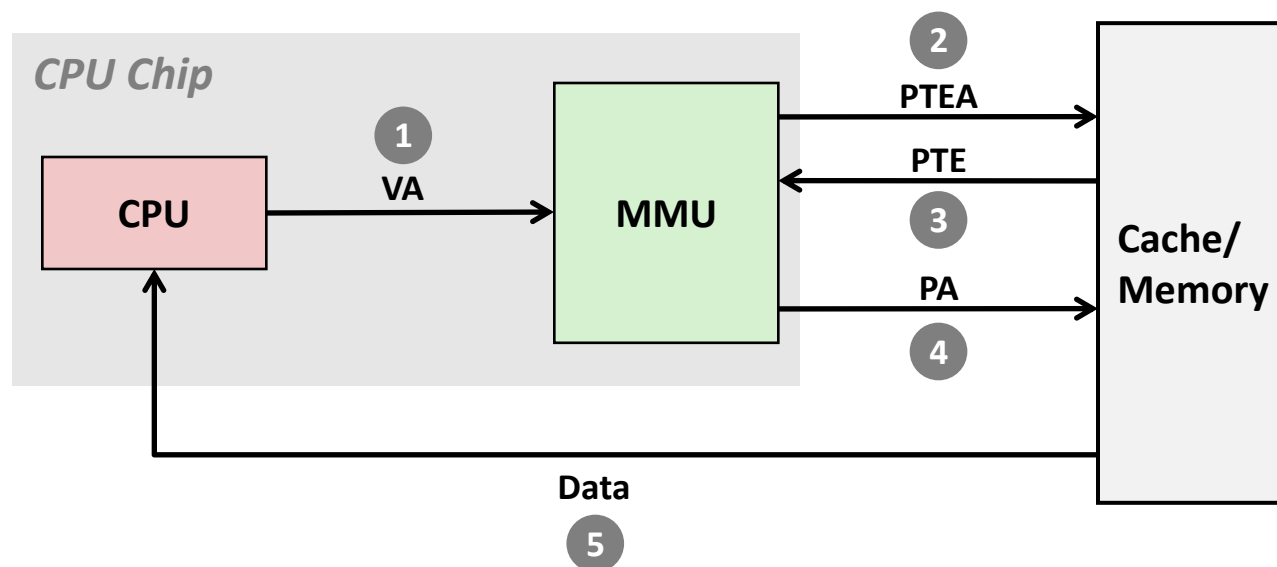 CPU Chip
2
PTEA
1
VA
PTE
CPU
MMU
3
Cache/
Memory
PA
4
Data
5